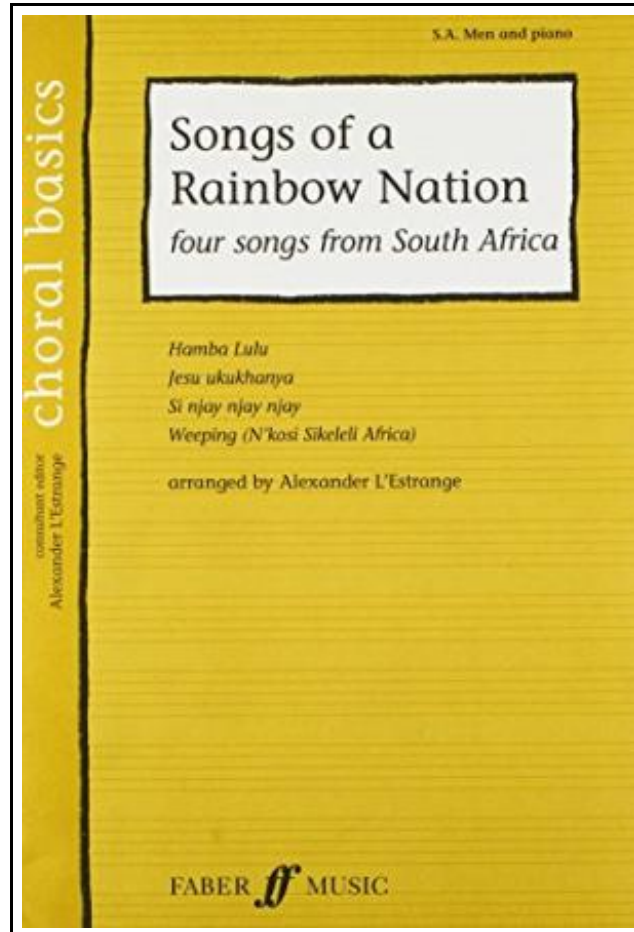 S.A. Men and piano
choral basics
consultant editor
Alexander L'Estrange
Songs of a
Rainbow Nation
four songs from South Africa
Hamba Lulu
Jesu ukukhanya
Si njay njay njay
Weeping (N'kosi Sikeleli Africa)
arranged by Alexander L'Estrange
FABER ff MUSIC